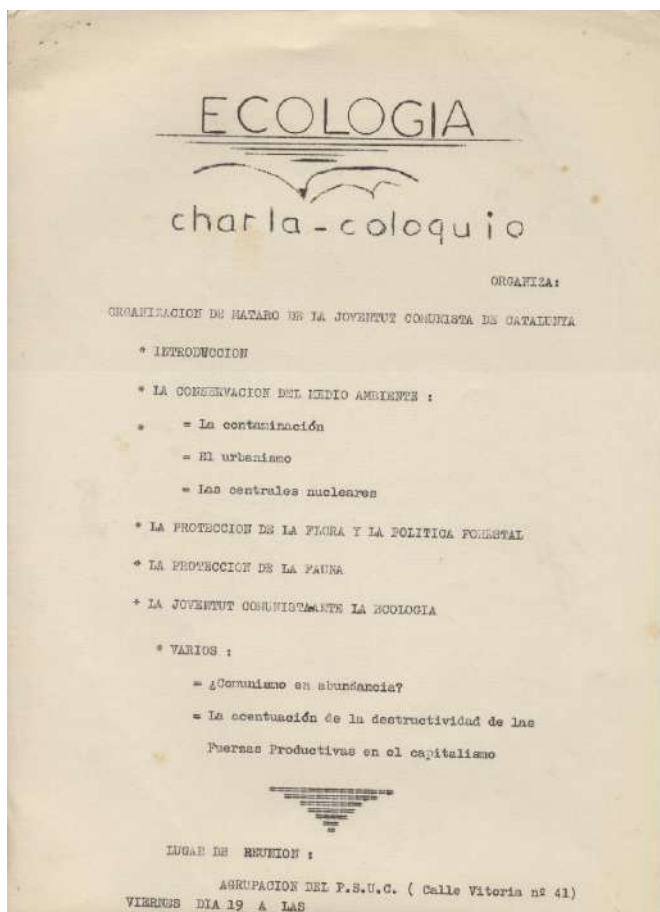 ECOLOGIA
charla-coloquio
ORGANIZA:
ORGANIZACION DE MATARO DE LA JOVENTUT COMUNISTA DE CATALUNYA
* INTRODUCCION
* LA CONSERVACION DEL MEDIO AMBIENTE :
* = La contaminación
= El urbanismo
= Las centrales nucleares
* LA PROTECCION DE LA FLORA Y LA POLITICA FORESTAL
* LA PROTECCION DE LA FAUNA
* LA JOVENTUT COMUNISTA ANTE LA ECOLOGIA
* VARIOS :
= ¿Comunismo en abundancia?
= La acentuación de la destructividad de las
Fuerzas Productivas en el capitalismo
LUGAR DE REUNION :
AGRUPACION DEL P.S.U.C. ( Calle Vitoria nº 41)
VIERNES DIA 19 A LAS